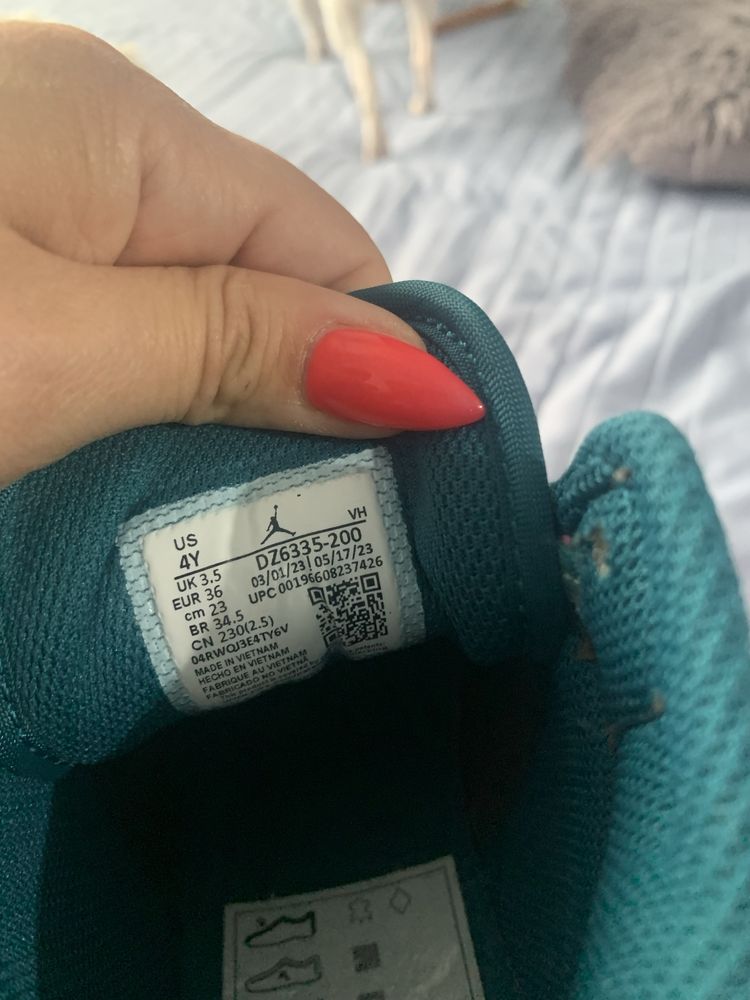 US
4Y
VH
DZ6335-200
UK 3.5
03/01/23 05/17/23
EUR 36
UPC 00196608237426
cm 23
BR 34.5
CN 230(2.5)
04RWOJ3E4TY6V
MADE IN VIETNAM
HECHO EN VIETNAM
FABRIQUE AU VIETNAM
FABRICADO NO VIETNÃ